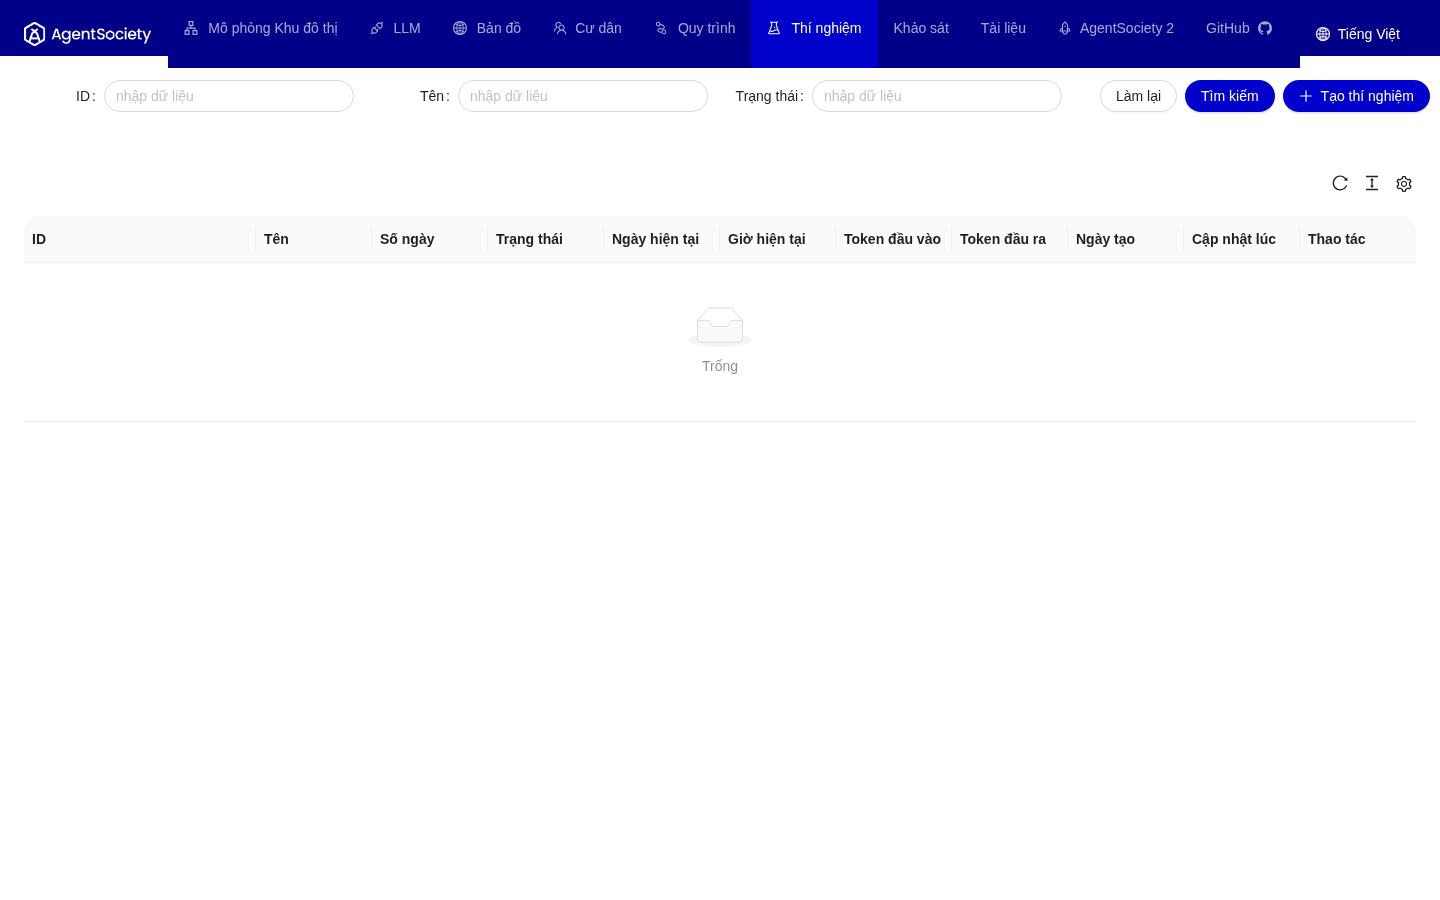 AgentSociety Mô phỏng Khu đô thị LLM Bản đồ Cư dân Quy trình Thí nghiệm Khảo sát Tài liệu AgentSociety 2 GitHub Tiếng Việt
ID : nhập dữ liệu Tên : nhập dữ liệu Trạng thái : nhập dữ liệu Làm lại Tìm kiếm Tạo thí nghiệm
ID Tên Số ngày Trạng thái Ngày hiện tại Giờ hiện tại Token đầu vào Token đầu ra Ngày tạo Cập nhật lúc Thao tác
Trống